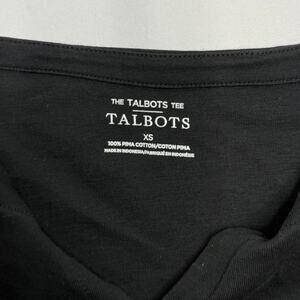 THE TALBOTS TEE
TALBOTS
XS
100% PIMA COTTON/COTON PIMA
MADE IN INDONESIA/FABRIQUÉ EN INDONÉSIE